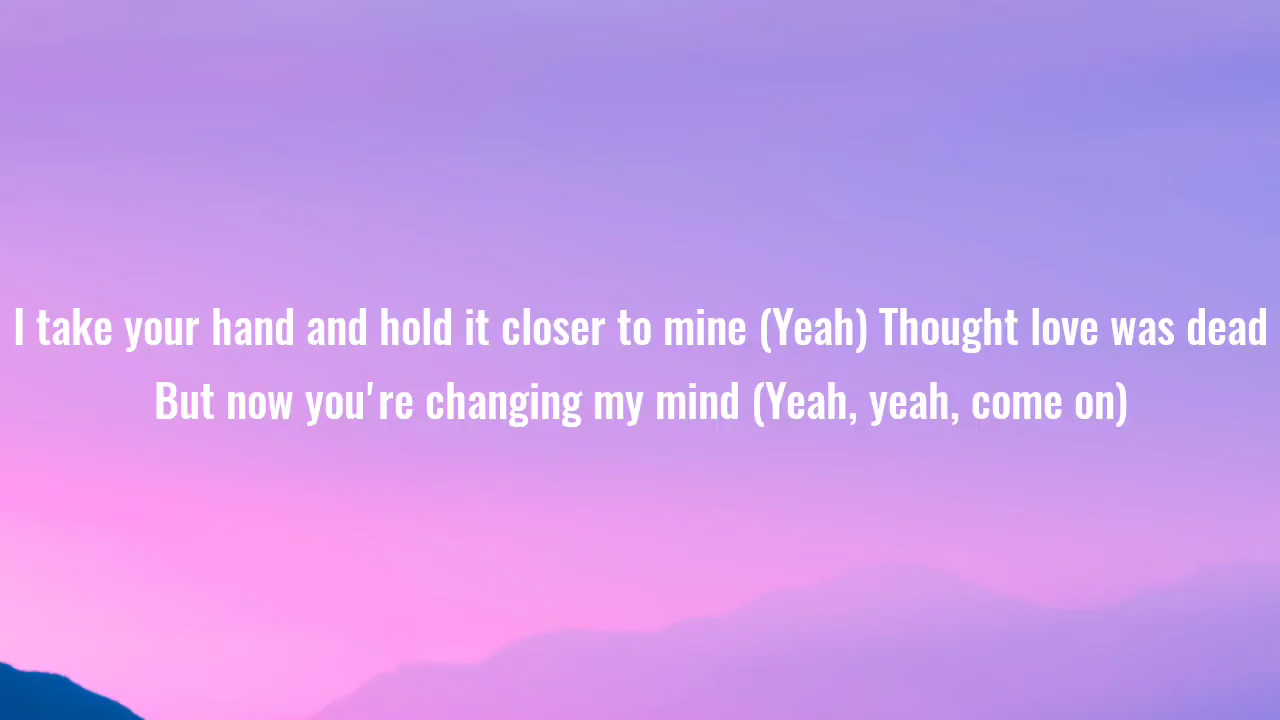 I take your hand and hold it closer to mine (Yeah) Thought love was dead
But now you're changing my mind (Yeah, yeah, come on)